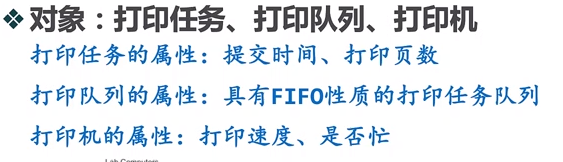 ❖对象：打印任务、打印队列、打印机
打印任务的属性：提交时间、打印页数
打印队列的属性：具有FIFO性质的打印任务队列
打印机的属性：打印速度、是否忙
Lab Computers